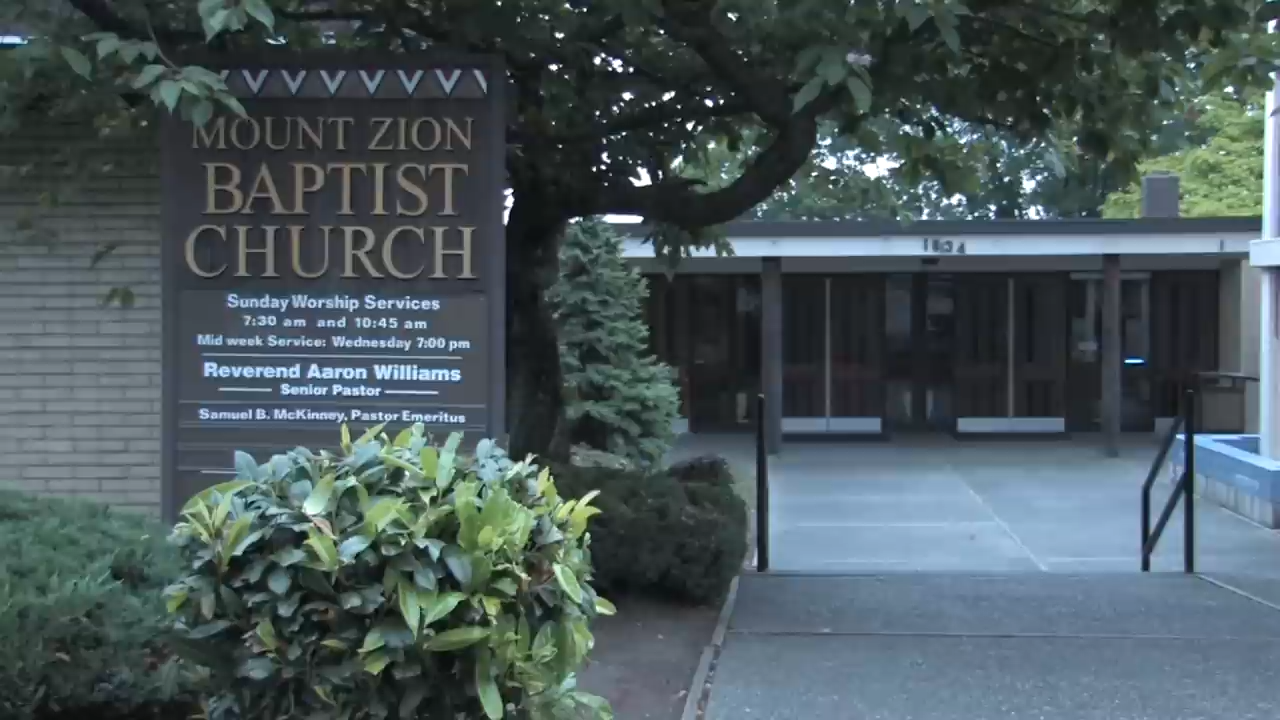 MOUNT ZION
BAPTIST
CHURCH
Sunday Worship Services
7:30 am and 10:45 am
Mid week Service: Wednesday 7:00 pm
Reverend Aaron Williams
Senior Pastor
Samuel B. McKinney, Pastor Emeritus
1634